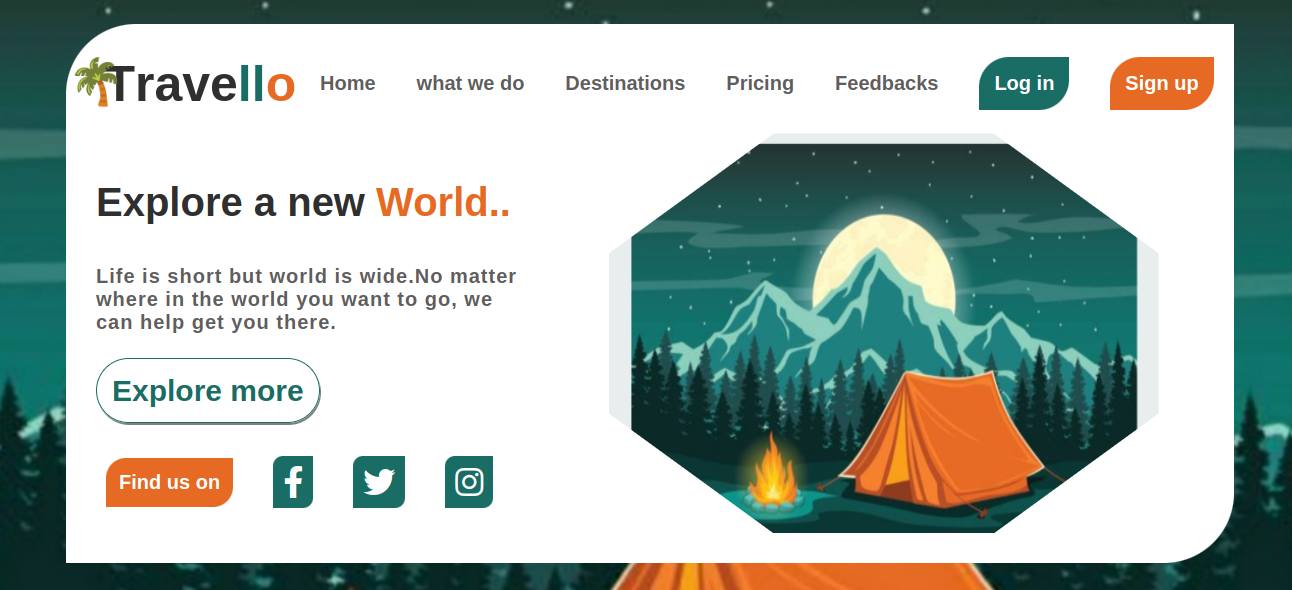 Travello
Home
what we do
Destinations
Pricing
Feedbacks
Log in
Sign up
Explore a new World..
Life is short but world is wide.No matter
where in the world you want to go, we
can help get you there.
Explore more
Find us on